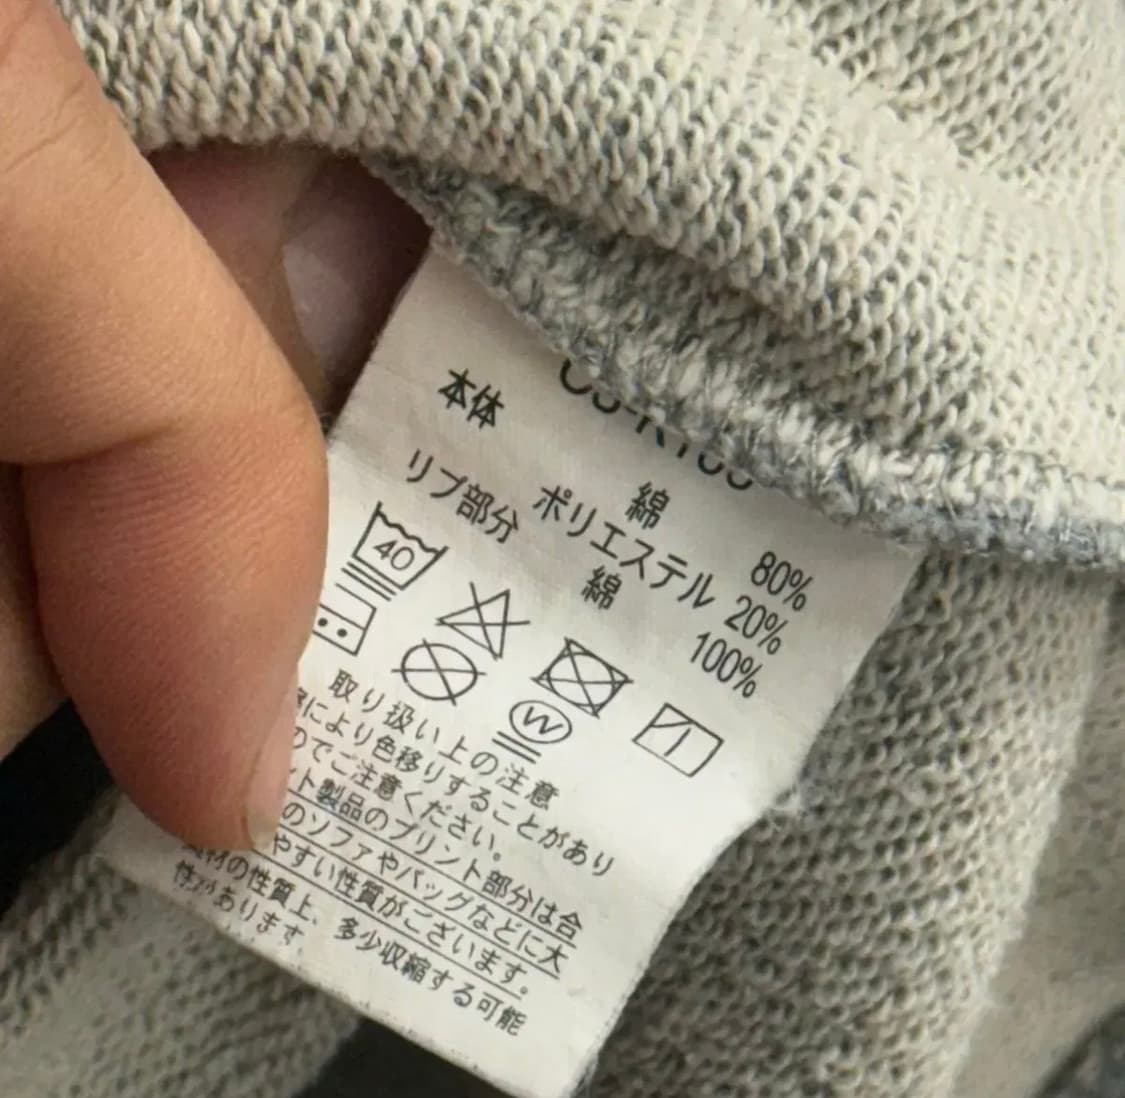 本体 綿 80%
ポリエステル 20%
リブ部分 綿 100%
40
W
取り扱い上の注意
により色移りすることがあり
のでご注意ください。
ント製品のプリント部分は合
のソファやバッグなどに大
やすい性質がございます。
の性質上、多少収縮する可能
性があります。